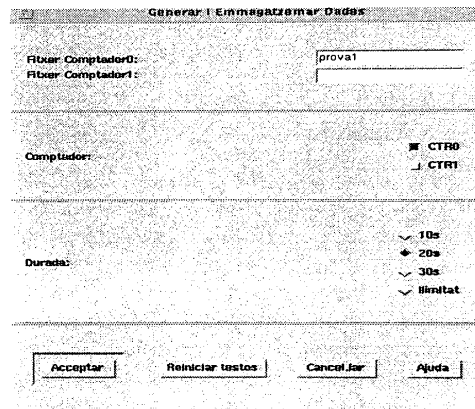 Generar i Emmagatzemar Dades
Fitxer Comptador0: prova1
Fitxer Comptador1:
Comptador:
CTR0
CTR1
Durada:
10s
20s
30s
Ilimitat
Acceptar Reiniciar testos Cancel.lar Ajuda